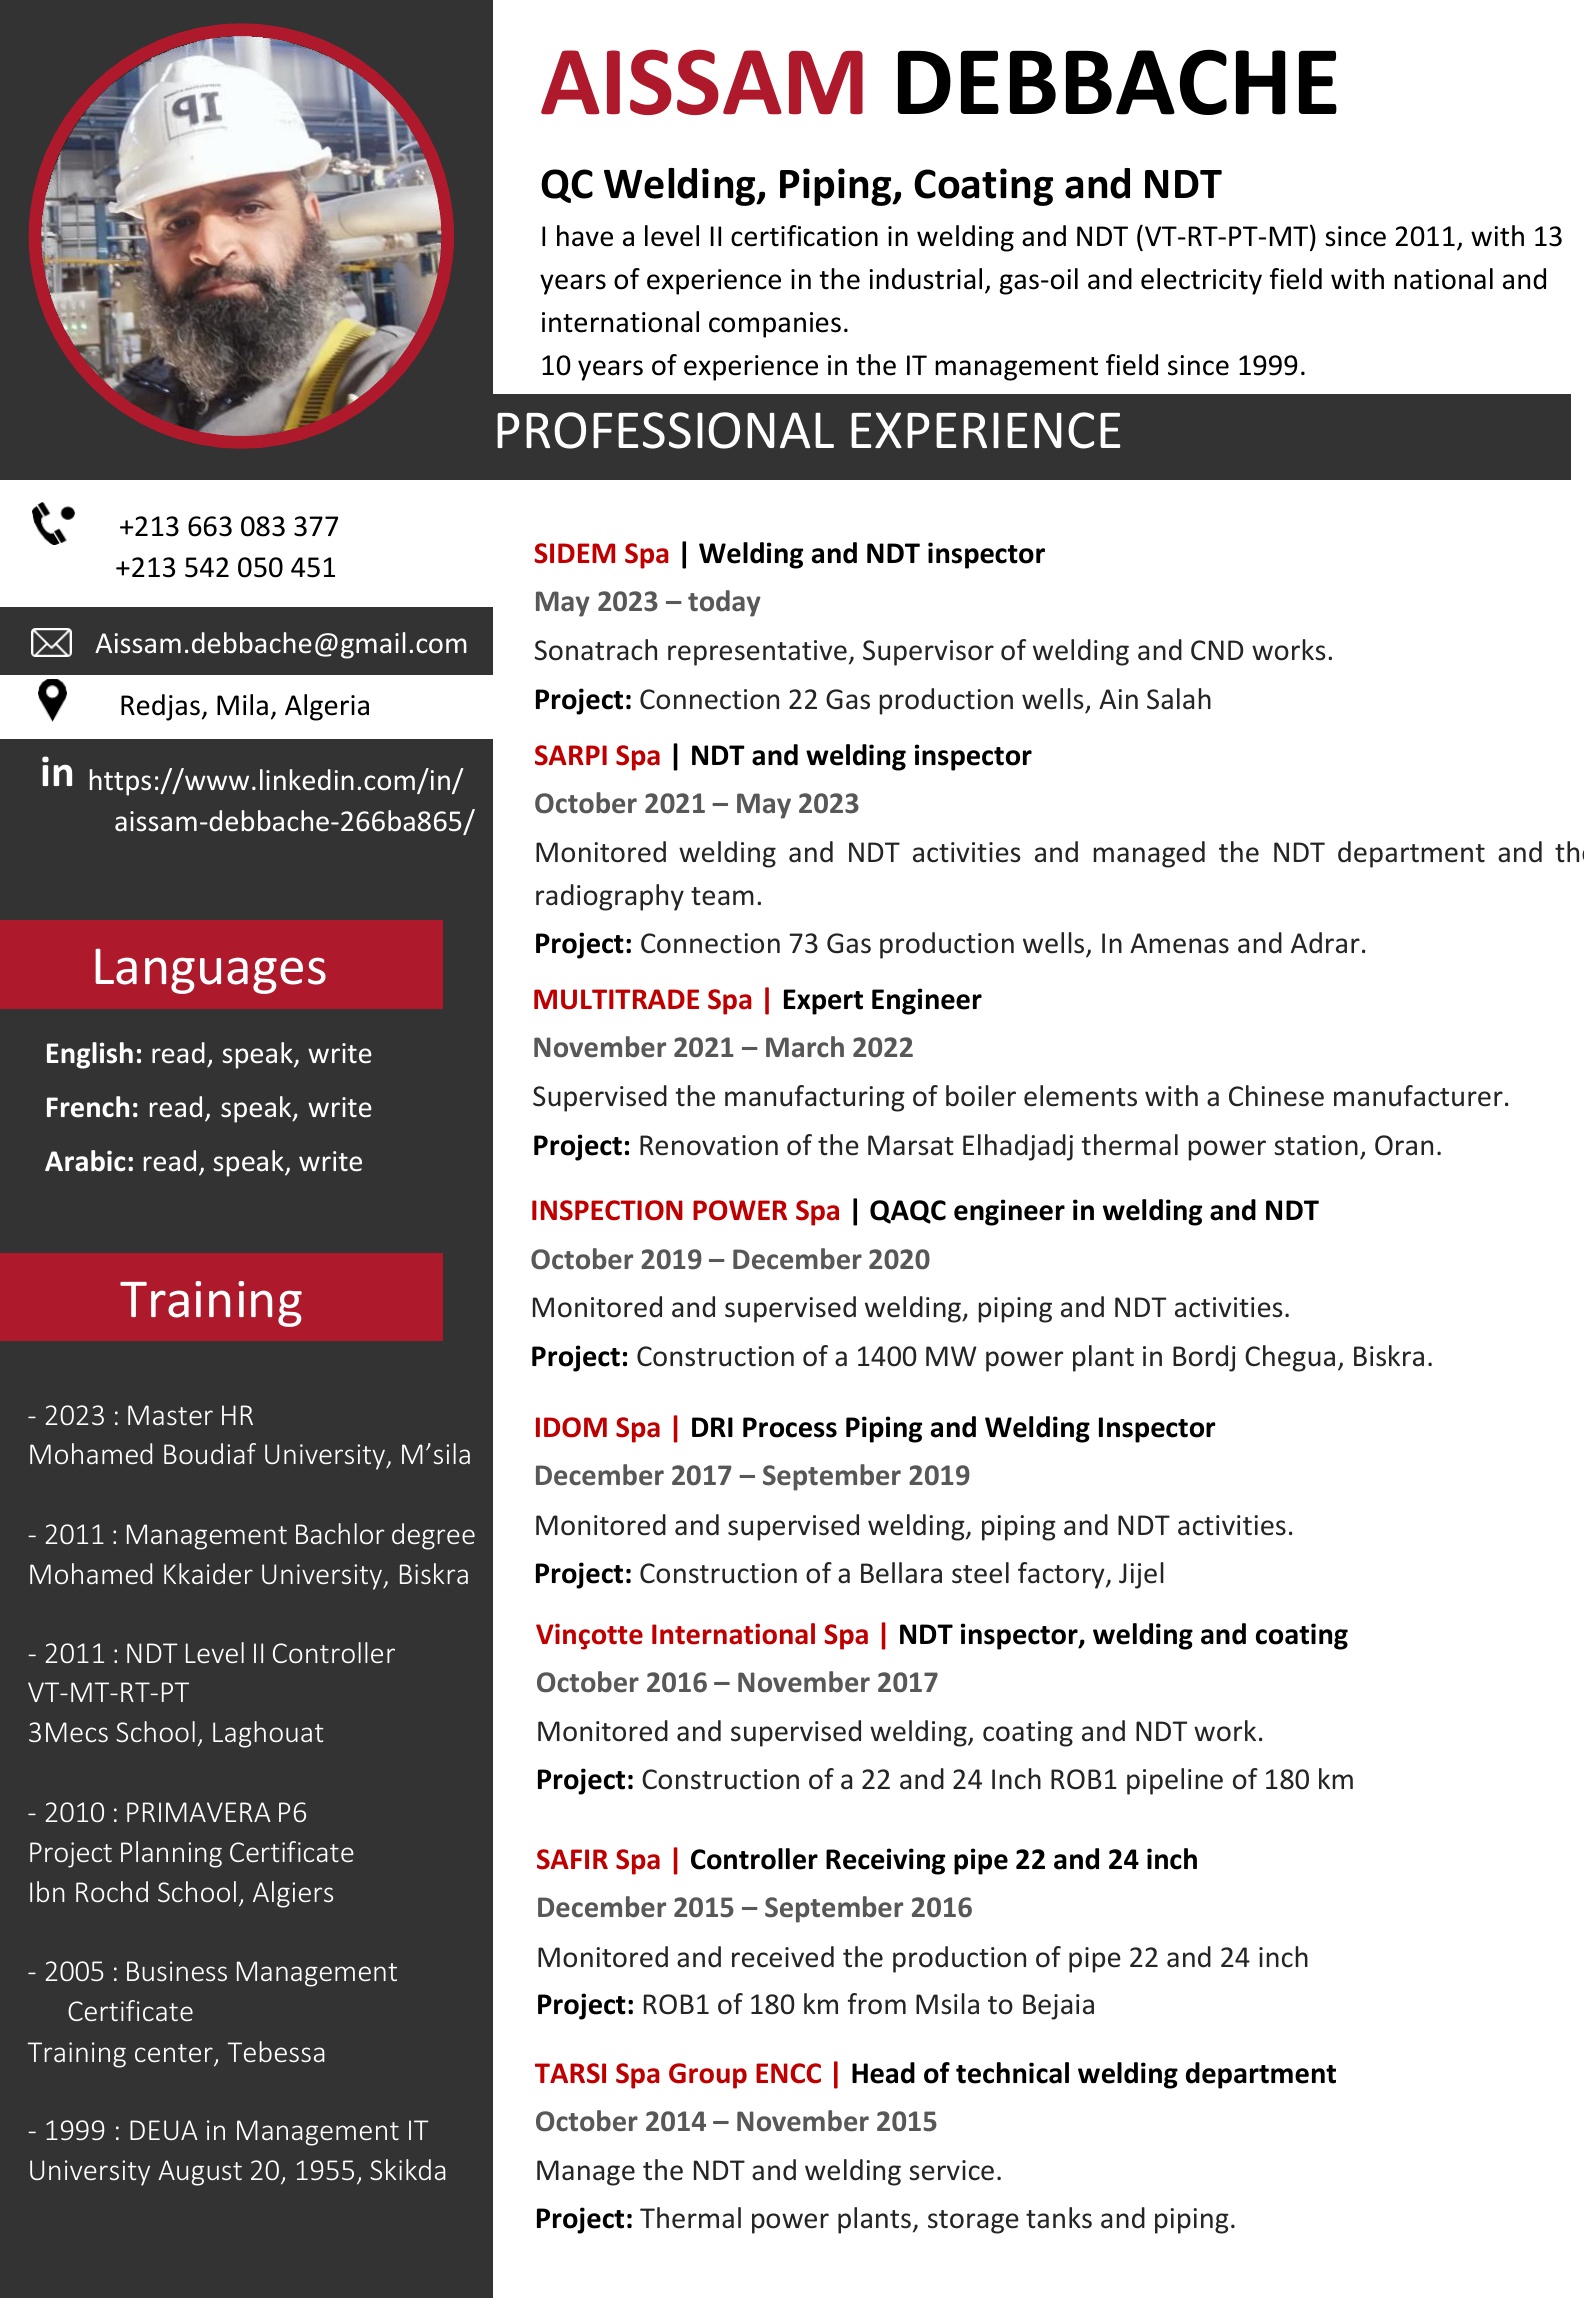 AISSAM DEBBACHE
QC Welding, Piping, Coating and NDT
I have a level II certification in welding and NDT (VT-RT-PT-MT) since 2011, with 13
years of experience in the industrial, gas-oil and electricity field with national and
international companies.
10 years of experience in the IT management field since 1999.
IP
+213 663 083 377
+213 542 050 451
Aissam.debbache@gmail.com
Redjas, Mila, Algeria
in https://www.linkedin.com/in/
aissam-debbache-266ba865/
Languages
English: read, speak, write
French: read, speak, write
Arabic: read, speak, write
Training
- 2023 : Master HR
Mohamed Boudiaf University, M’sila
- 2011 : Management Bachlor degree
Mohamed Kkaider University, Biskra
- 2011 : NDT Level II Controller
VT-MT-RT-PT
3Mecs School, Laghouat
- 2010 : PRIMAVERA P6
Project Planning Certificate
Ibn Rochd School, Algiers
- 2005 : Business Management
Certificate
Training center, Tebessa
- 1999 : DEUA in Management IT
University August 20, 1955, Skikda
PROFESSIONAL EXPERIENCE
SIDEM Spa | Welding and NDT inspector
May 2023 – today
Sonatrach representative, Supervisor of welding and CND works.
Project: Connection 22 Gas production wells, Ain Salah
SARPI Spa | NDT and welding inspector
October 2021 – May 2023
Monitored welding and NDT activities and managed the NDT department and the
radiography team.
Project: Connection 73 Gas production wells, In Amenas and Adrar.
MULTITRADE Spa | Expert Engineer
November 2021 – March 2022
Supervised the manufacturing of boiler elements with a Chinese manufacturer.
Project: Renovation of the Marsat Elhadjadj thermal power station, Oran.
INSPECTION POWER Spa | QAQC engineer in welding and NDT
October 2019 – December 2020
Monitored and supervised welding, piping and NDT activities.
Project: Construction of a 1400 MW power plant in Bordj Chegua, Biskra.
IDOM Spa | DRI Process Piping and Welding Inspector
December 2017 – September 2019
Monitored and supervised welding, piping and NDT activities.
Project: Construction of a Bellara steel factory, Jijel
Vinçotte International Spa | NDT inspector, welding and coating
October 2016 – November 2017
Monitored and supervised welding, coating and NDT work.
Project: Construction of a 22 and 24 Inch ROB1 pipeline of 180 km
SAFIR Spa | Controller Receiving pipe 22 and 24 inch
December 2015 – September 2016
Monitored and received the production of pipe 22 and 24 inch
Project: ROB1 of 180 km from Msila to Bejaia
TARSI Spa Group ENCC | Head of technical welding department
October 2014 – November 2015
Manage the NDT and welding service.
Project: Thermal power plants, storage tanks and piping.